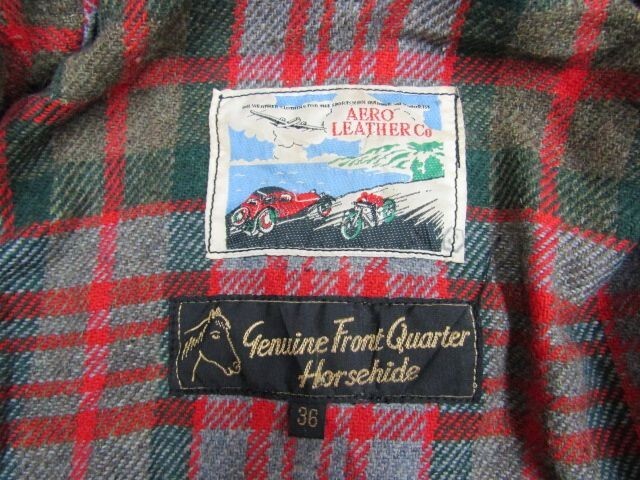 AERO
LEATHER Co
Genuine Front Quarter
Horsehide
36